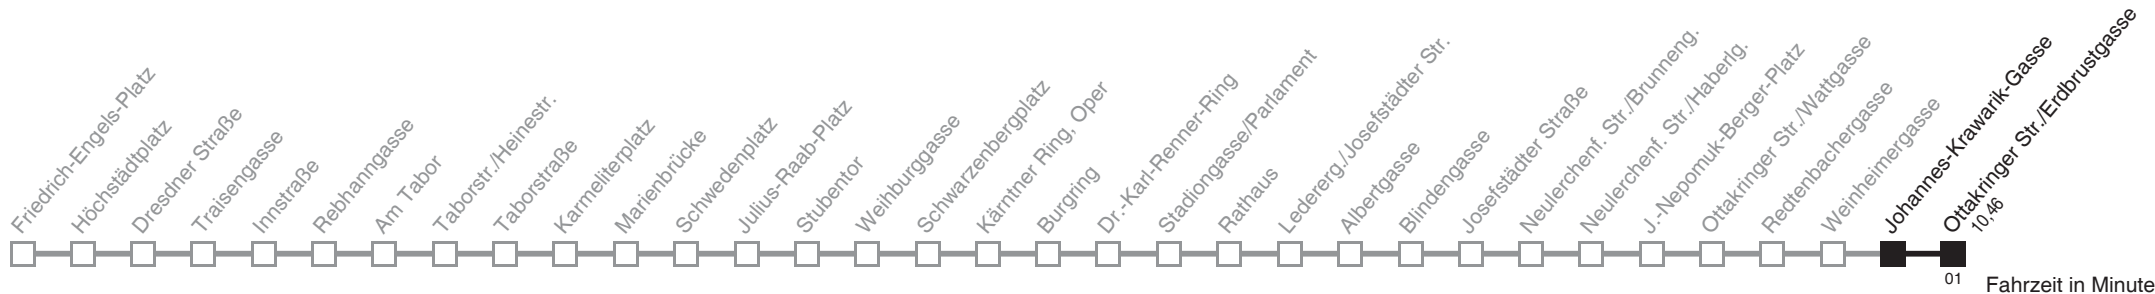 Friedrich-Engels-Platz
Höchstädtplatz
Dresdner Straße
Traisengasse
Innstraße
Rebhanngasse
Am Tabor
Taborstr./Heinestr.
Taborstraße
Karmeliterplatz
Marienbrücke
Schwedenplatz
Julius-Raab-Platz
Stubentor
Weihburggasse
Schwarzenbergplatz
Kärntner Ring, Oper
Burgring
Dr.-Karl-Renner-Ring
Stadiongasse/Parlament
Rathaus
Ledererg./Josefstädter Str.
Albertgasse
Blindengasse
Josefstädter Straße
Neulerchenf. Str./Brunneng.
Neulerchenf. Str./Haberlg.
J.-Nepomuk-Berger-Platz
Ottakringer Str./Wattgasse
Redtenbachergasse
Weinheimergasse
Johannes-Krawarik-Gasse
Ottakringer Str./Erdbrustgasse
10,46
01
Fahrzeit in Minute